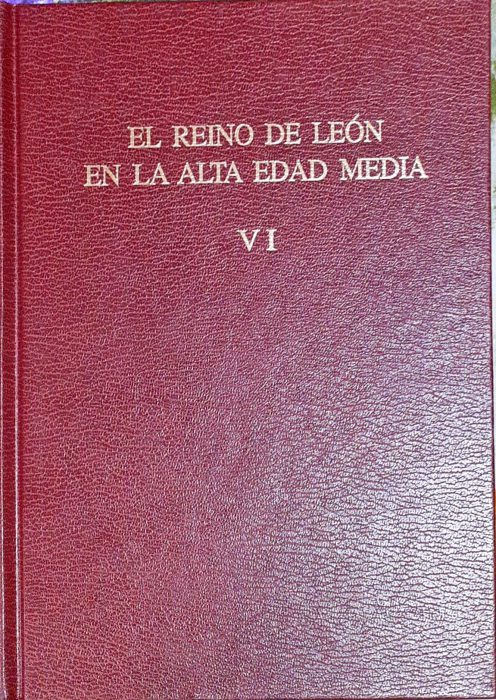 EL REINO DE LEÓN
EN LA ALTA EDAD MEDIA
VI